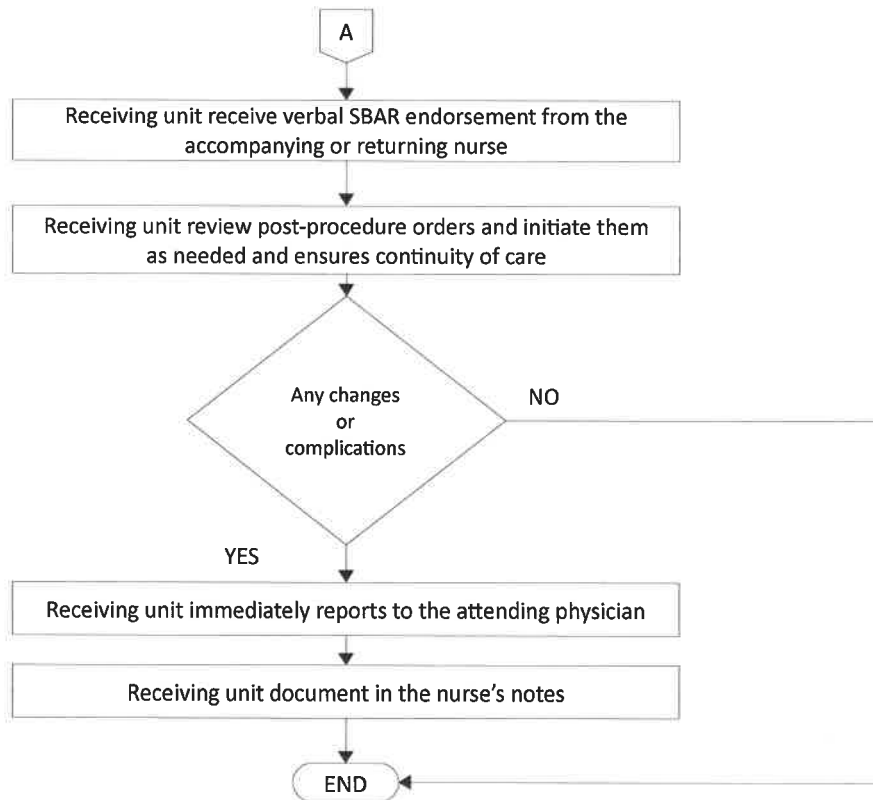 A
Receiving unit receive verbal SBAR endorsement from the
accompanying or returning nurse
Receiving unit review post-procedure orders and initiate them
as needed and ensures continuity of care
Any changes
or
complications
NO
YES
Receiving unit immediately reports to the attending physician
Receiving unit document in the nurse's notes
END